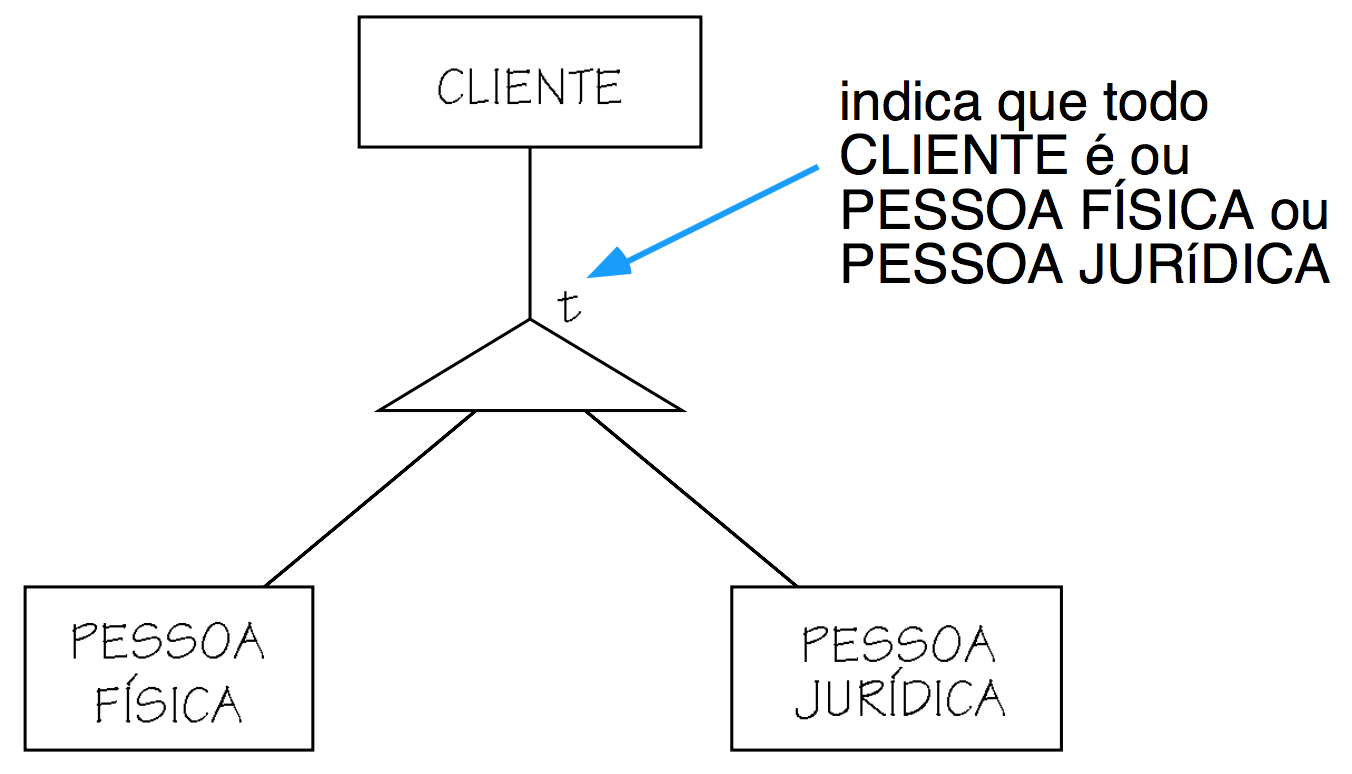 CLIENTE
indica que todo
CLIENTE é ou
PESSOA FÍSICA ou
PESSOA JURíDICA
t
PESSOA
FÍSICA
PESSOA
JURÍDICA